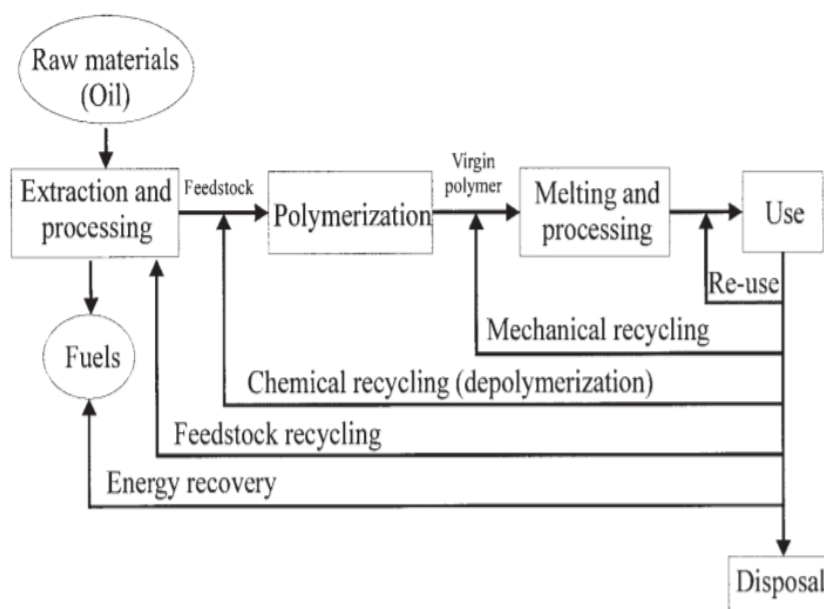 Raw materials
(Oil)
Extraction and
processing
Feedstock
Polymerization
Virgin
polymer
Melting and
processing
Use
Re-use
Mechanical recycling
Fuels
Chemical recycling (depolymerization)
Feedstock recycling
Energy recovery
Disposal